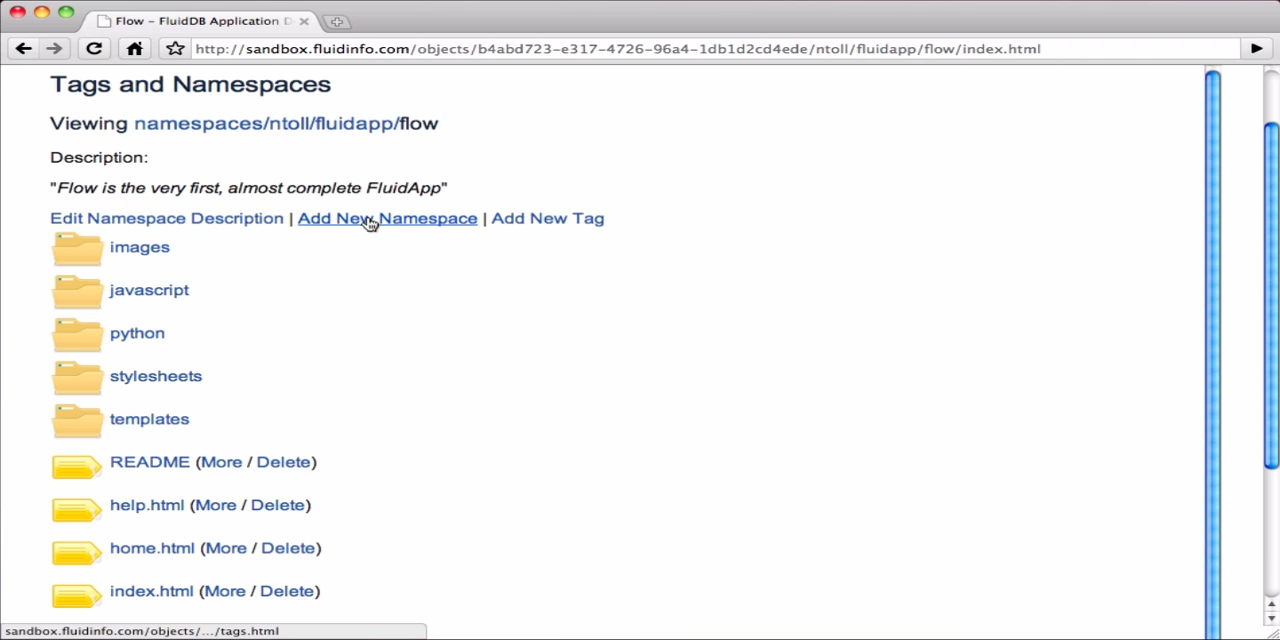 Flow – FluidDB Application D
http://sandbox.fluidinfo.com/objects/b4abd723-e317-4726-96a4-1db1d2cd4ede/ntoll/fluidapp/flow/index.html
Tags and Namespaces
Viewing namespaces/ntoll/fluidapp/flow
Description:
"Flow is the very first, almost complete FluidApp"
Edit Namespace Description | Add New Namespace | Add New Tag
images
javascript
python
stylesheets
templates
README (More / Delete)
help.html (More / Delete)
home.html (More / Delete)
index.html (More / Delete)
sandbox.fluidinfo.com/objects/.../tags.html